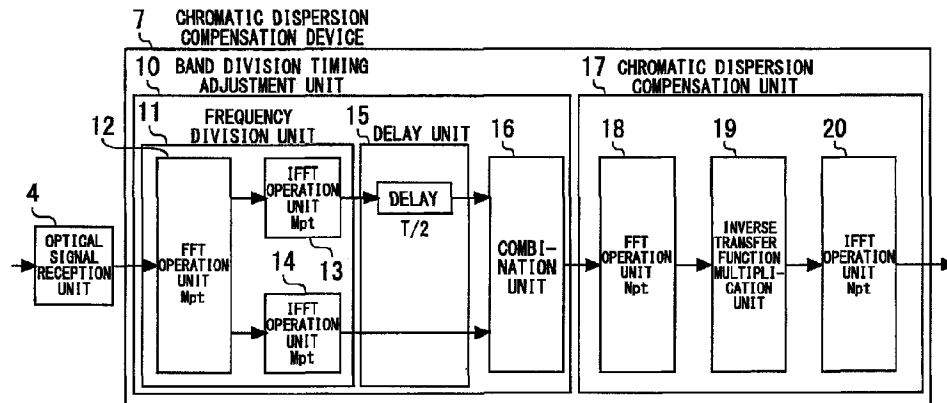 7
CHROMATIC DISPERSION
COMPENSATION DEVICE
10
BAND DIVISION TIMING
ADJUSTMENT UNIT
17
CHROMATIC DISPERSION
COMPENSATION UNIT
11
FREQUENCY
DIVISION UNIT
12
15
DELAY UNIT
16
18
19
20
4
OPTICAL
SIGNAL
RECEPTION
UNIT
FFT
OPERATION
UNIT
Mpt
IFFT
OPERATION
UNIT
Mpt
13
14
IFFT
OPERATION
UNIT
Mpt
DELAY
T/2
COMBI-
NATION
UNIT
FFT
OPERATION
UNIT
Npt
INVERSE
TRANSFER
FUNCTION
MULTIPLI-
CATION
UNIT
IFFT
OPERATION
UNIT
Npt